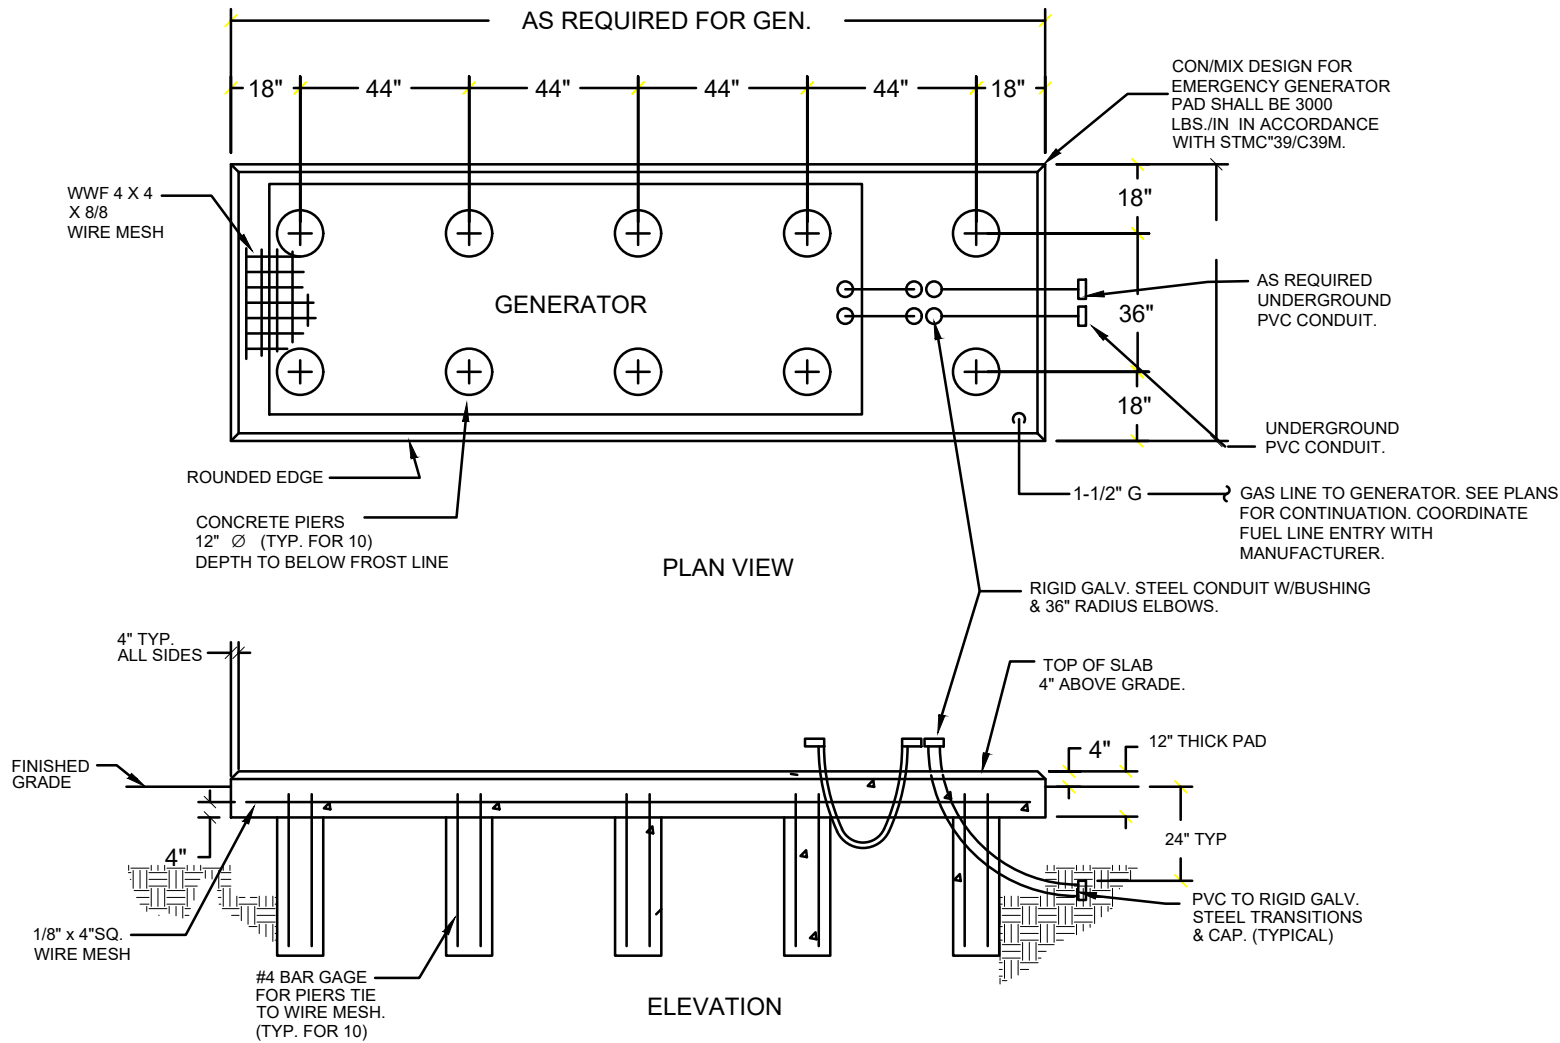 AS REQUIRED FOR GEN.
18" 44" 44" 44" 44" 18"
CON/MIX DESIGN FOR
EMERGENCY GENERATOR
PAD SHALL BE 3000
LBS./IN IN ACCORDANCE
WITH STMC"39/C39M.
WWF 4 X 4
X 8/8
WIRE MESH
18"
GENERATOR
36"
AS REQUIRED
UNDERGROUND
PVC CONDUIT.
18"
UNDERGROUND
PVC CONDUIT.
ROUNDED EDGE
1-1/2" G
GAS LINE TO GENERATOR. SEE PLANS
FOR CONTINUATION. COORDINATE
FUEL LINE ENTRY WITH
MANUFACTURER.
CONCRETE PIERS
12" Ø (TYP. FOR 10)
DEPTH TO BELOW FROST LINE
PLAN VIEW
RIGID GALV. STEEL CONDUIT W/BUSHING
& 36" RADIUS ELBOWS.
4" TYP.
ALL SIDES
TOP OF SLAB
4" ABOVE GRADE.
4"
12" THICK PAD
FINISHED
GRADE
24" TYP
4"
PVC TO RIGID GALV.
STEEL TRANSITIONS
& CAP. (TYPICAL)
1/8" x 4"SQ.
WIRE MESH
#4 BAR GAGE
FOR PIERS TIE
TO WIRE MESH.
(TYP. FOR 10)
ELEVATION